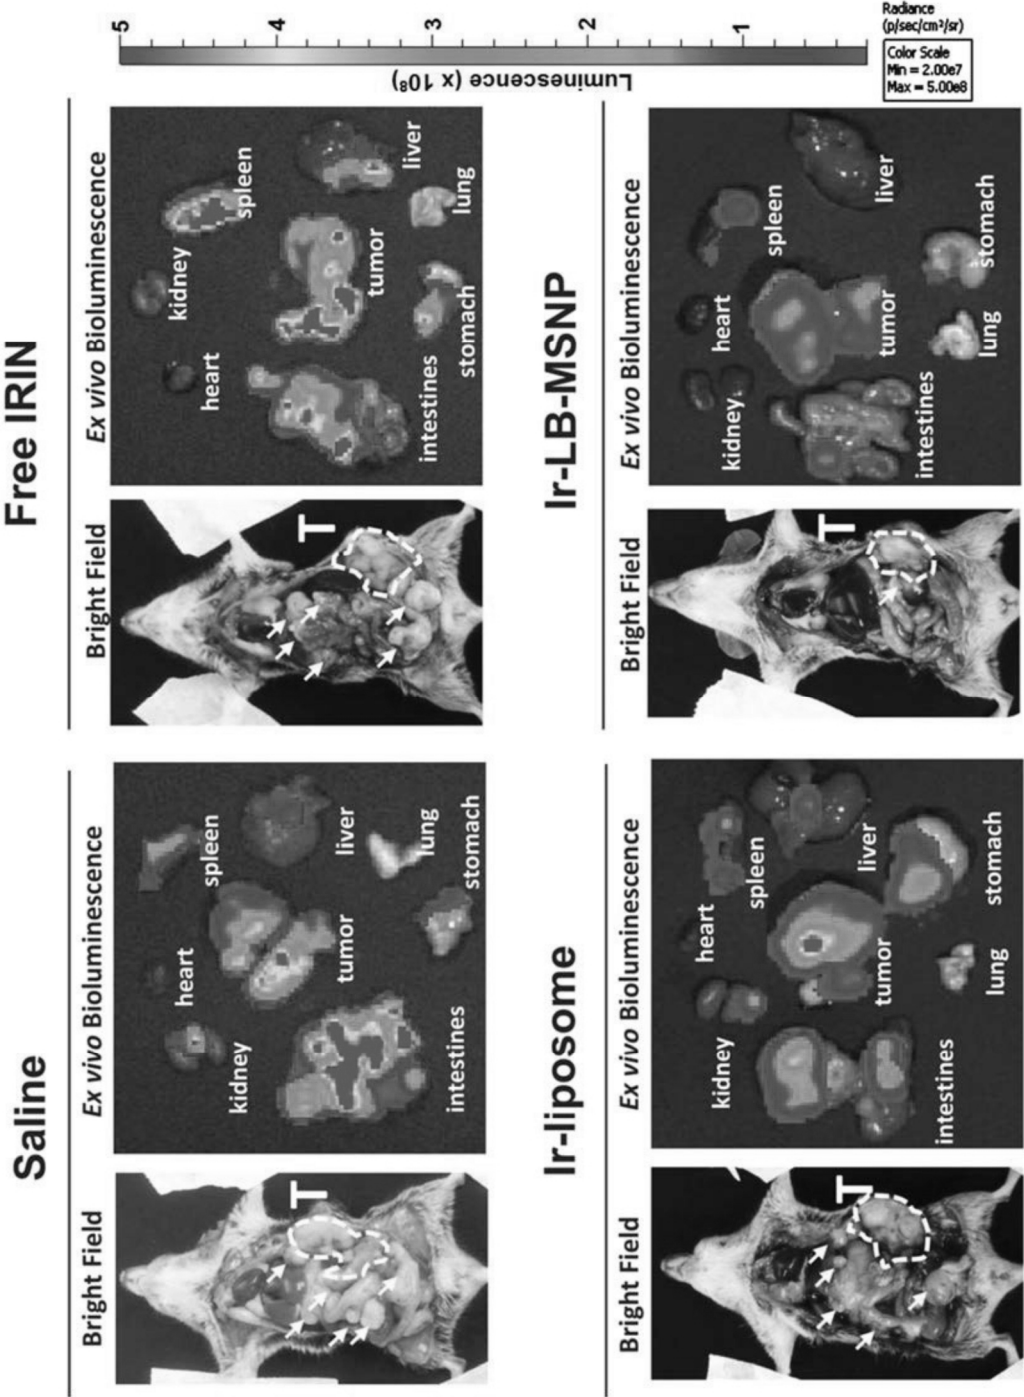 Saline
Bright Field
Ex vivo Bioluminescence
T
kidney
heart
spleen
intestines
tumor
liver
lung
stomach
Free IRIN
Bright Field
Ex vivo Bioluminescence
T
heart
kidney
spleen
intestines
tumor
liver
stomach
lung
Ir-liposome
Bright Field
Ex vivo Bioluminescence
T
kidney
heart
spleen
intestines
tumor
liver
lung
stomach
Ir-LB-MSNP
Bright Field
Ex vivo Bioluminescence
T
kidney
heart
spleen
intestines
tumor
liver
lung
stomach
5
4
3
2
1
Luminescence (x 10⁸)
Radiance
(p/sec/cm²/sr)
Color Scale
Min = 2.00e7
Max = 5.00e8